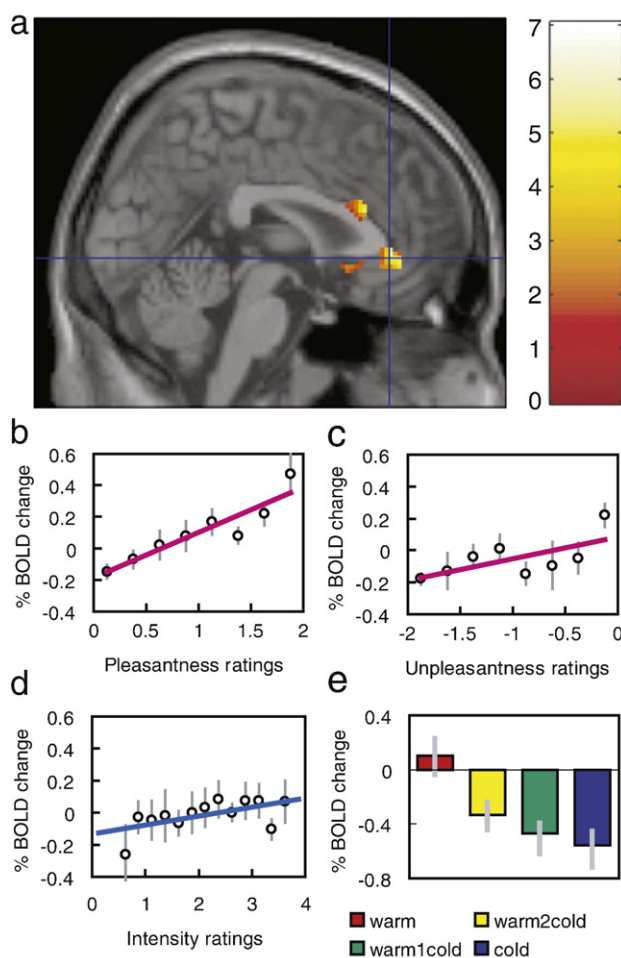 a
7
6
5
4
3
2
1
0
b
% BOLD change
0.6
0.4
0.2
0
-0.2
-0.4
0 0.5 1 1.5 2
Pleasantness ratings
c
% BOLD change
0.6
0.4
0.2
0
-0.2
-0.4
-2 -1.5 -1 -0.5 0
Unpleasantness ratings
d
% BOLD change
0.6
0.4
0.2
0
-0.2
-0.4
0 1 2 3 4
Intensity ratings
e
% BOLD change
0.4
0
-0.4
-0.8
warm warm2cold
warm1cold cold